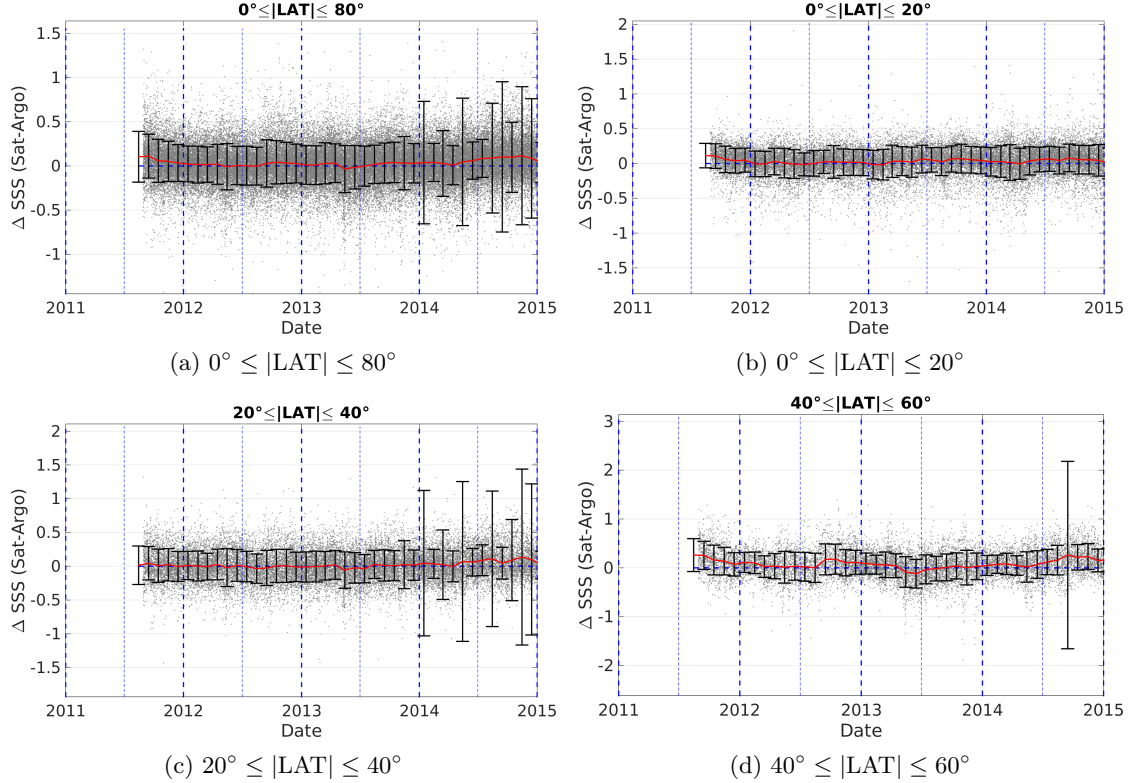 0°≤|LAT|≤ 80°
1.5
1
0.5
0
-0.5
-1
Δ SSS (Sat-Argo)
2011 2012 2013 2014 2015
Date
(a) 0° ≤ |LAT| ≤ 80°
0°≤|LAT|≤ 20°
2
1.5
1
0.5
0
-0.5
-1
-1.5
Δ SSS (Sat-Argo)
2011 2012 2013 2014 2015
Date
(b) 0° ≤ |LAT| ≤ 20°
20°≤|LAT|≤ 40°
2
1.5
1
0.5
0
-0.5
-1
-1.5
Δ SSS (Sat-Argo)
2011 2012 2013 2014 2015
Date
(c) 20° ≤ |LAT| ≤ 40°
40°≤|LAT|≤ 60°
3
2
1
0
-1
-2
Δ SSS (Sat-Argo)
2011 2012 2013 2014 2015
Date
(d) 40° ≤ |LAT| ≤ 60°